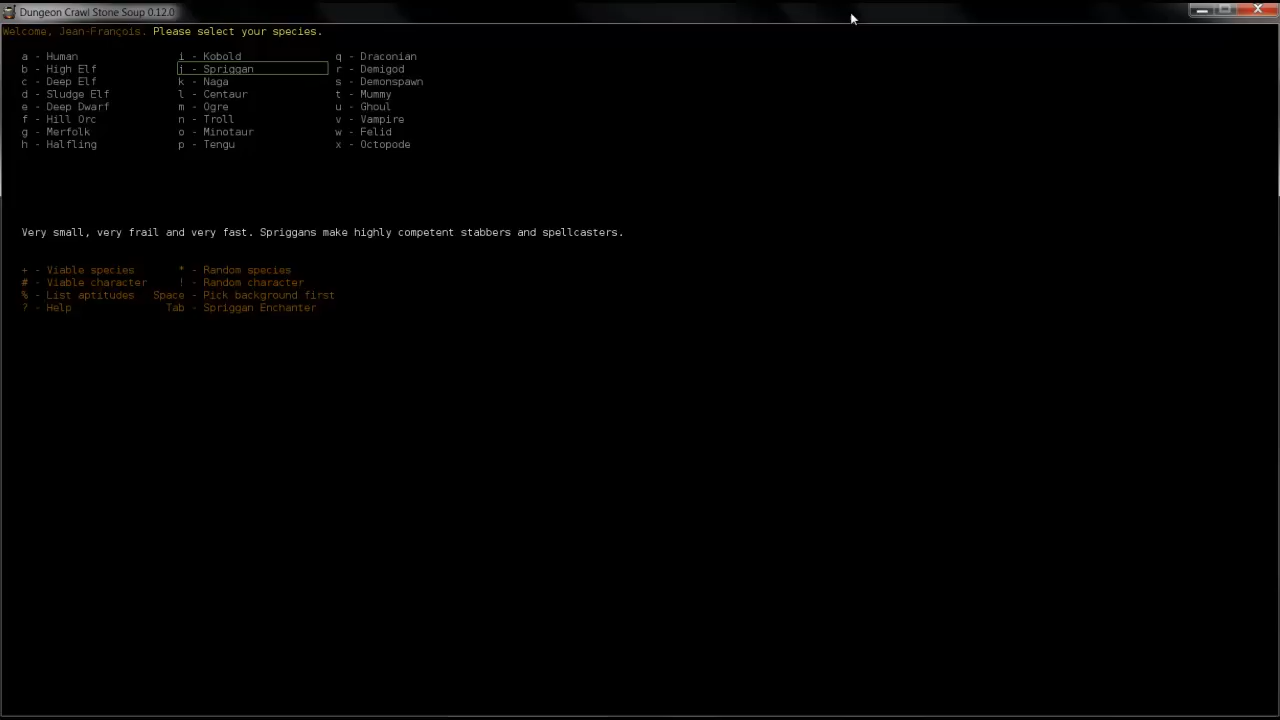 Dungeon Crawl Stone Soup 0.12.0
Welcome, Jean-François. Please select your species.
a - Human i - Kobold q - Draconian
b - High Elf j - Spriggan r - Demigod
c - Deep Elf k - Naga s - Demonspawn
d - Sludge Elf l - Centaur t - Mummy
e - Deep Dwarf m - Ogre u - Ghoul
f - Hill Orc n - Troll v - Vampire
g - Merfolk o - Minotaur w - Felid
h - Halfling p - Tengu x - Octopode
Very small, very frail and very fast. Spriggans make highly competent stabbers and spellcasters.
+ - Viable species * - Random species
# - Viable character ! - Random character
% - List aptitudes Space - Pick background first
? - Help Tab - Spriggan Enchanter